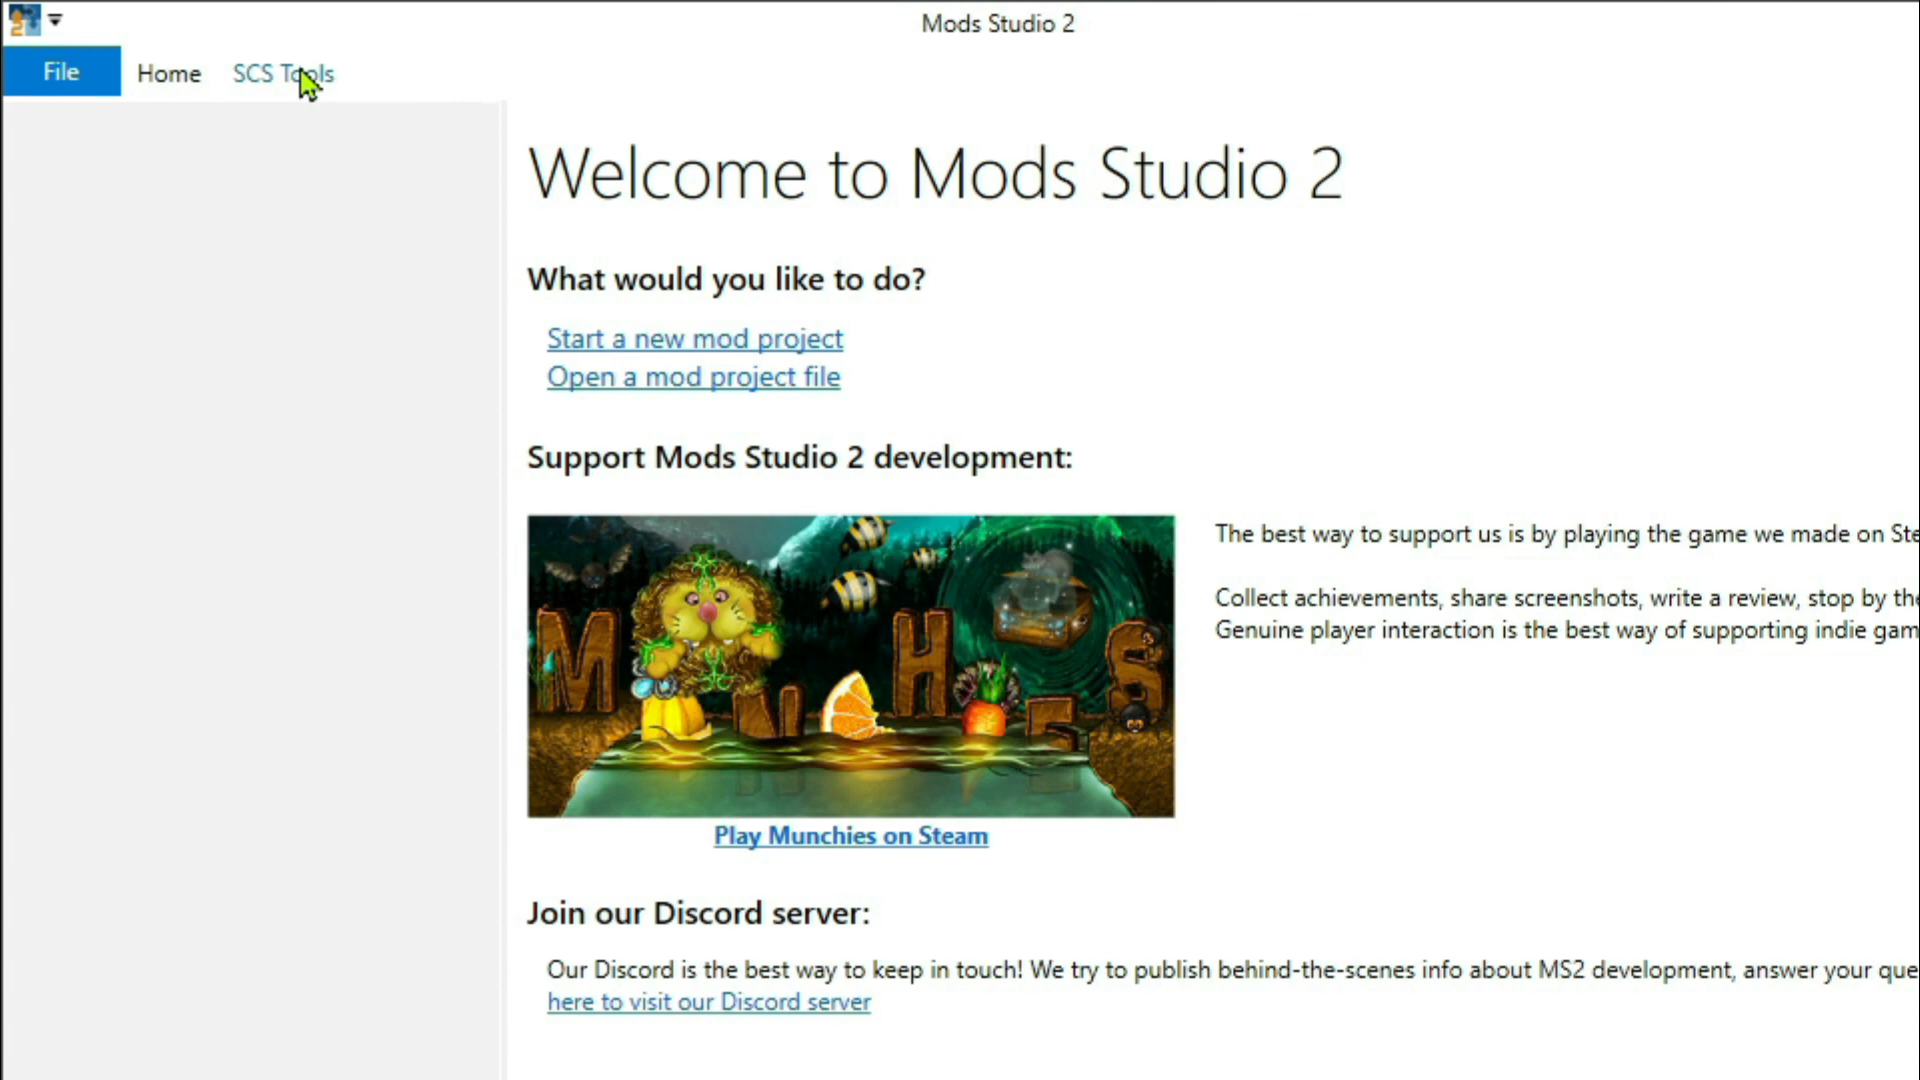 Mods Studio 2
File Home SCS Tools
Welcome to Mods Studio 2
What would you like to do?
Start a new mod project
Open a mod project file
Support Mods Studio 2 development:
The best way to support us is by playing the game we made on Ste
Collect achievements, share screenshots, write a review, stop by the
Genuine player interaction is the best way of supporting indie gam
MUNCHIES
Play Munchies on Steam
Join our Discord server:
Our Discord is the best way to keep in touch! We try to publish behind-the-scenes info about MS2 development, answer your que
here to visit our Discord server